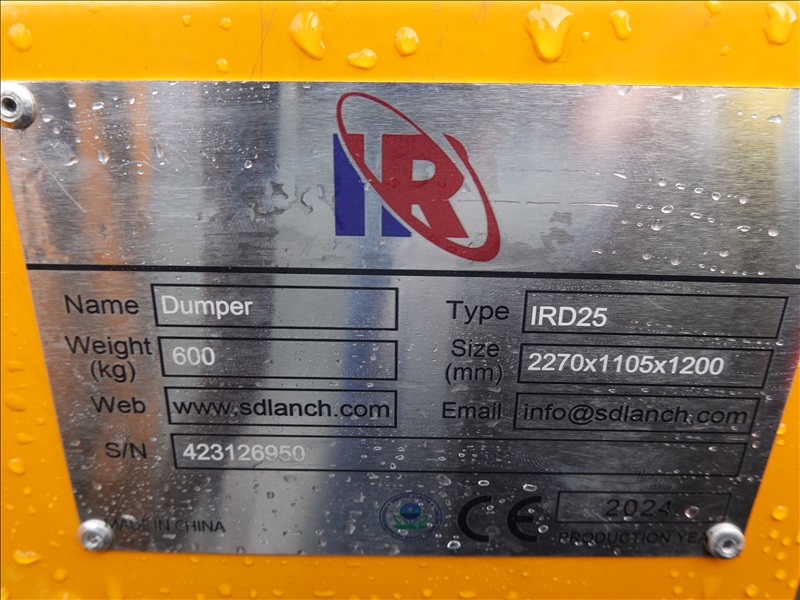 IR
Name Dumper Type IRD25
Weight (kg) 600 Size (mm) 2270x1105x1200
Web www.sdlanch.com Email info@sdlanch.com
S/N 423126950
MADE IN CHINA CE 2024
PRODUCTION YEA